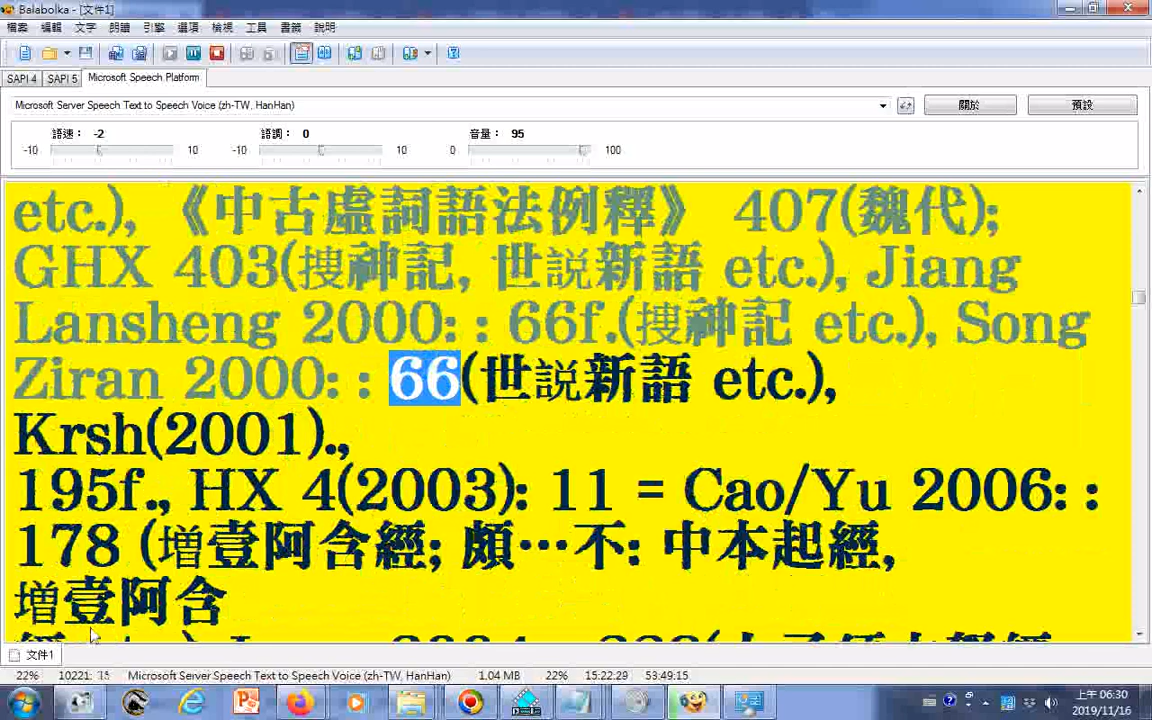 Balabolka - [文件1]
檔案 編輯 文字 朗讀 引擎 選項 檢視 工具 書籤 說明
SAPI 4 SAPI 5 Microsoft Speech Platform
Microsoft Server Speech Text to Speech Voice (zh-TW, HanHan) 關於 預設
語速： -2 語調： 0 音量： 95
-10 10 -10 10 0 100
etc.), 《中古虛詞語法例釋》 407(魏代);
GHX 403(搜神記, 世説新語 etc.), Jiang
Lansheng 2000: : 66f.(搜神記 etc.), Song
Ziran 2000: : 66(世説新語 etc.),
Krsh(2001).,
195f., HX 4(2003): 11 = Cao/Yu 2006: :
178 (増壹阿含經; 頗…不: 中本起經,
増壹阿含
文件1
22% 10221: 15 Microsoft Server Speech Text to Speech Voice (zh-TW, HanHan) 1.04 MB 22% 15:22:29 53:49:15
上午 06:30
2019/11/16